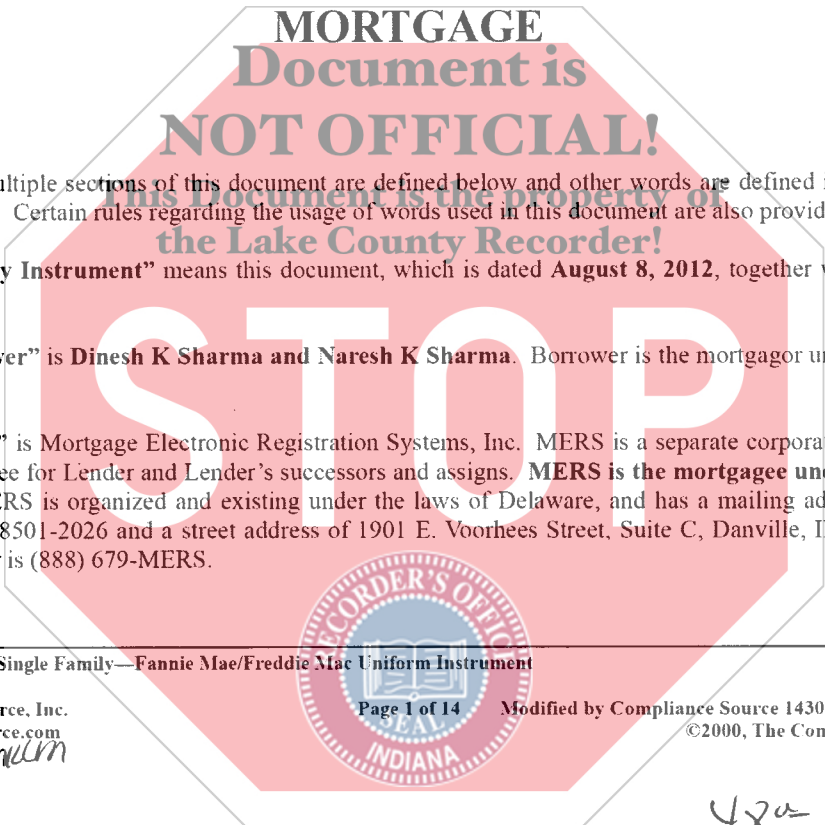 MORTGAGE
Document is
NOT OFFICIAL!
ultiple sections of this document are defined below and other words are defined
This Document is the property of
Certain rules regarding the usage of words used in this document are also provid
the Lake County Recorder!
y Instrument” means this document, which is dated August 8, 2012, together
er” is Dinesh K Sharma and Naresh K Sharma. Borrower is the mortgagor un
STOP
” is Mortgage Electronic Registration Systems, Inc. MERS is a separate corpora
ee for Lender and Lender’s successors and assigns. MERS is the mortgagee und
ERS is organized and existing under the laws of Delaware, and has a mailing ad
8501-2026 and a street address of 1901 E. Voorhees Street, Suite C, Danville, I
is (888) 679-MERS.
RECORDER'S OFFICE
SEAL
INDIANA
Single Family—Fannie Mae/Freddie Mac Uniform Instrument
rce, Inc.
Page 1 of 14
Modified by Compliance Source 1430
ce.com
©2000, The Com